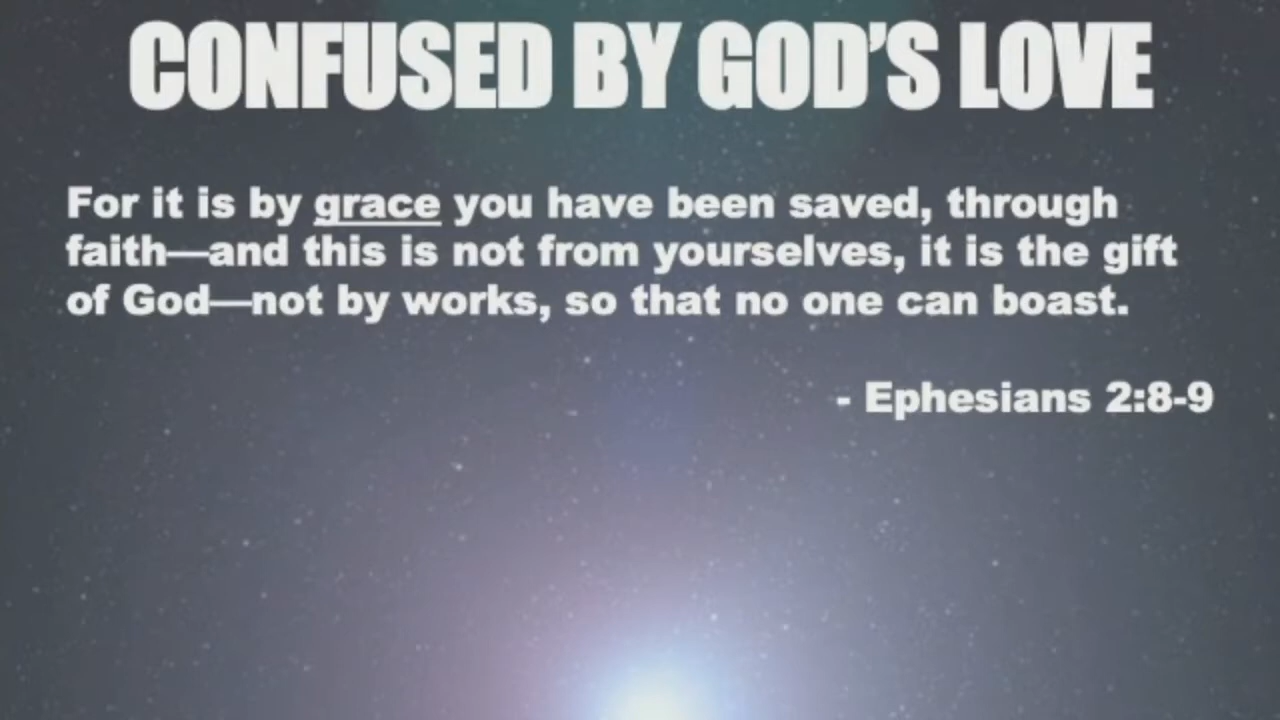 CONFUSED BY GOD'S LOVE
For it is by grace you have been saved, through
faith—and this is not from yourselves, it is the gift
of God—not by works, so that no one can boast.
- Ephesians 2:8-9